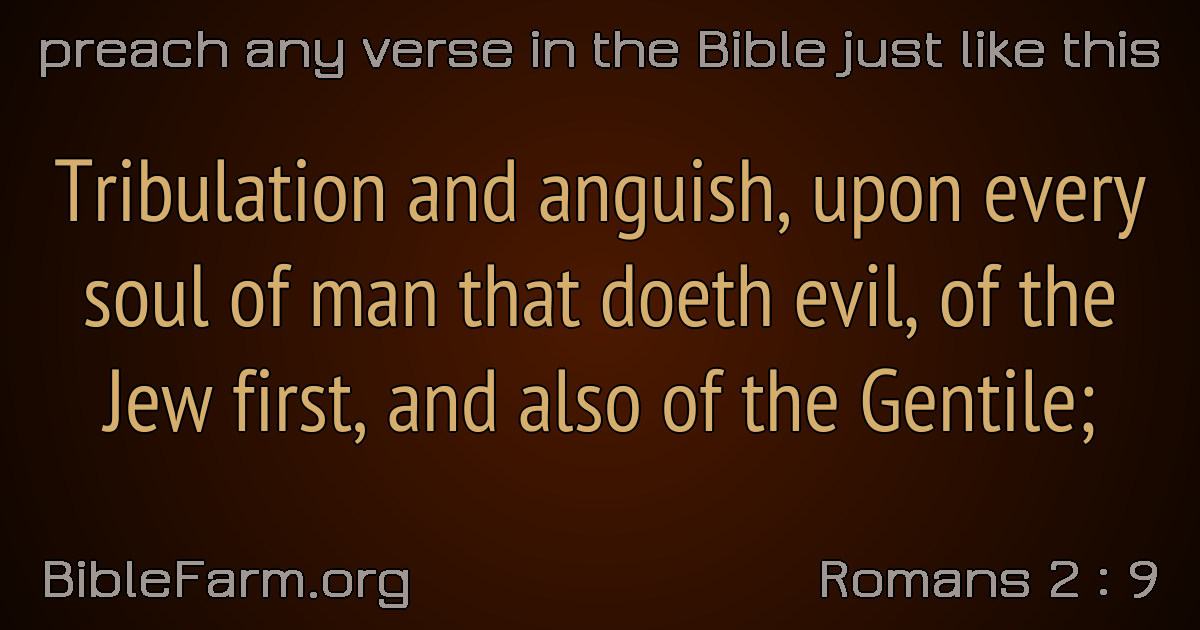 preach any verse in the Bible just like this
Tribulation and anguish, upon every
soul of man that doeth evil, of the
Jew first, and also of the Gentile;
BibleFarm.org
Romans 2 : 9